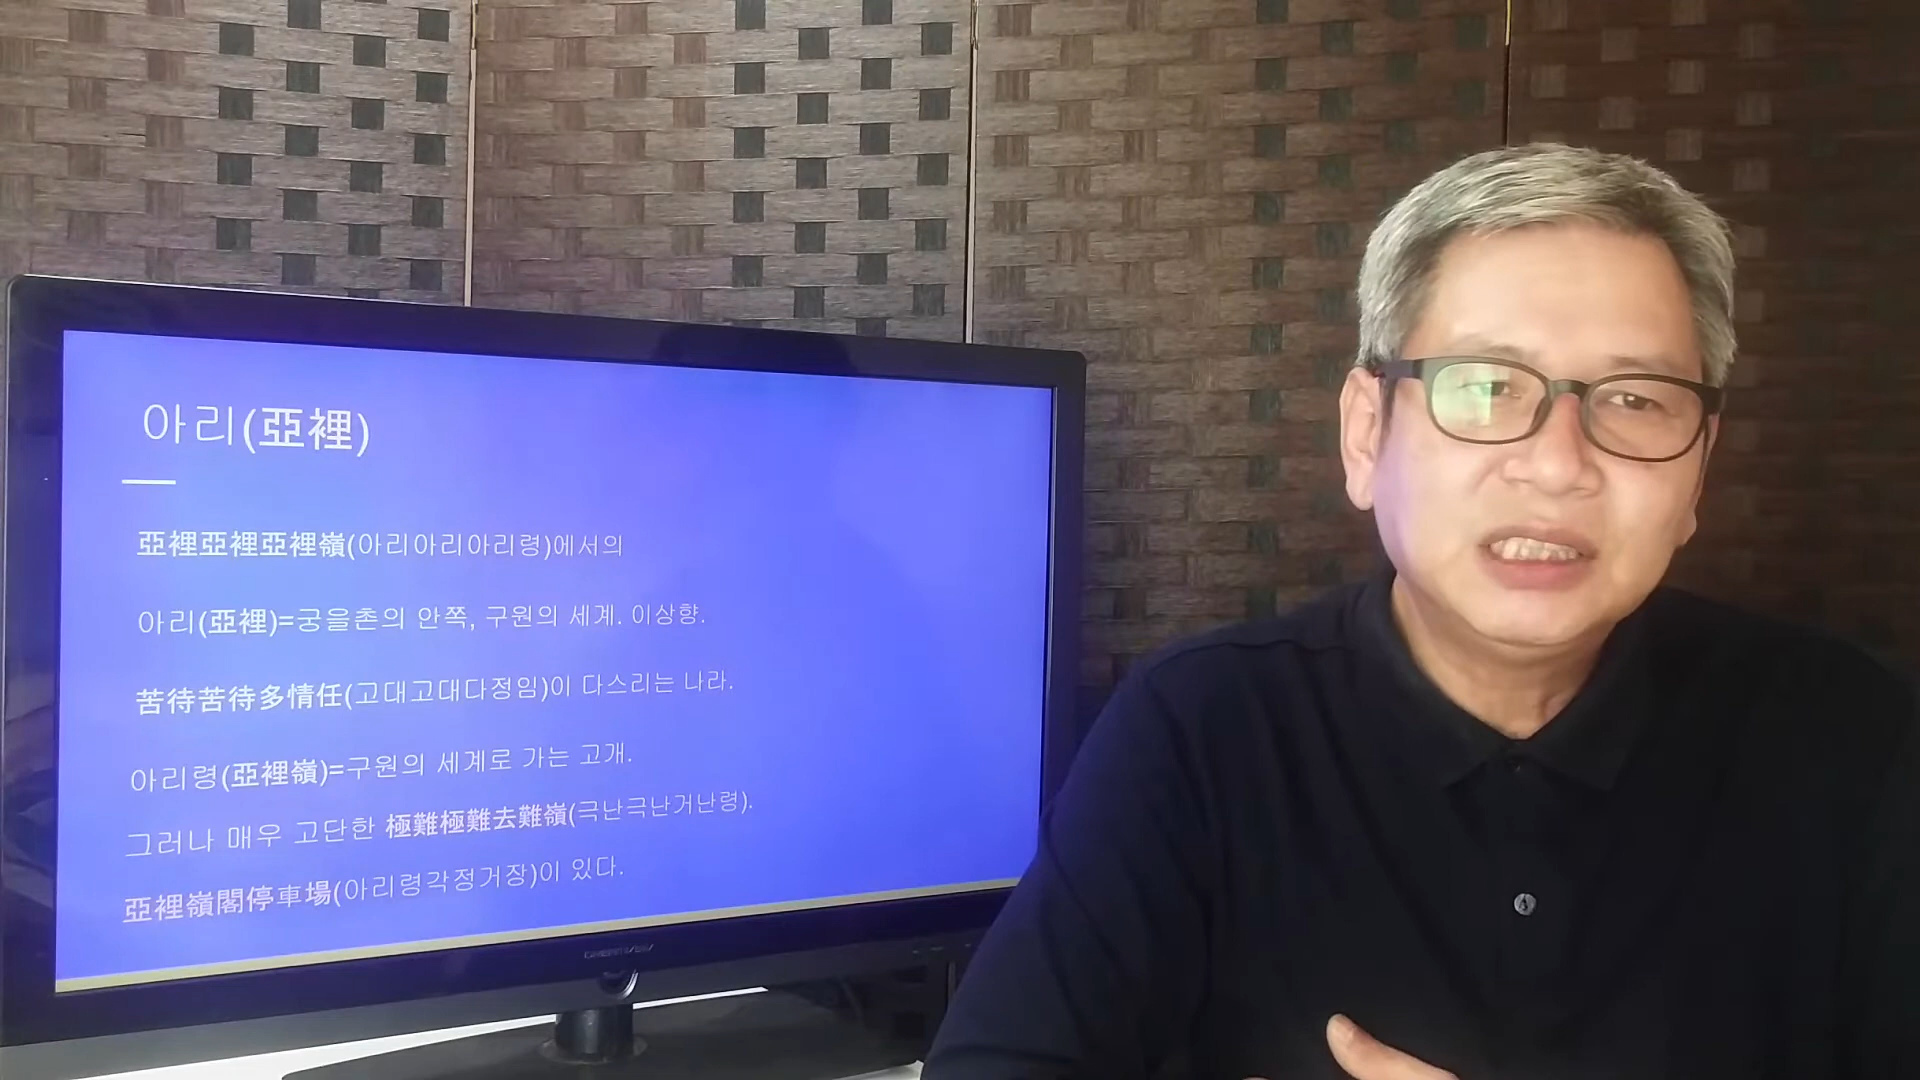 아리(亞裡)
亞裡亞裡亞裡嶺(아리아리아리령)에서의
아리(亞裡)=궁을촌의 안쪽, 구원의 세계. 이상향.
苦待苦待多情任(고대고대다정임)이 다스리는 나라.
아리령(亞裡嶺)=구원의 세계로 가는 고개.
그러나 매우 고단한 極難極難去難嶺(극난극난거난령).
亞裡嶺閣停車場(아리령각정거장)이 있다.